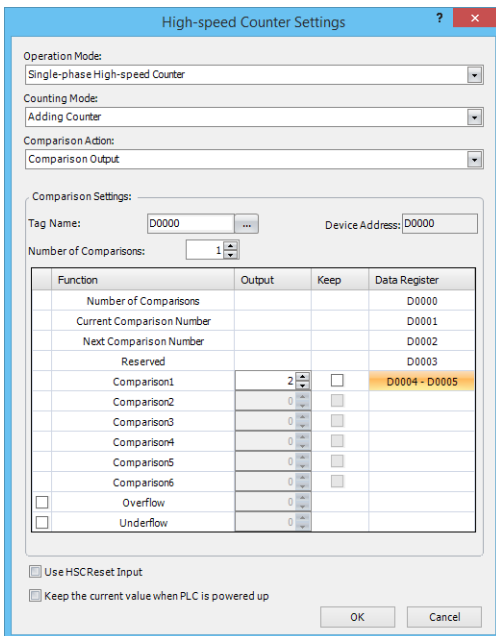 High-speed Counter Settings ? ×
Operation Mode:
Single-phase High-speed Counter
Counting Mode:
Adding Counter
Comparison Action:
Comparison Output
Comparison Settings:
Tag Name: D0000 ... Device Address: D0000
Number of Comparisons: 1
Function Output Keep Data Register
Number of Comparisons D0000
Current Comparison Number D0001
Next Comparison Number D0002
Reserved D0003
Comparison1 2 D0004 - D0005
Comparison2 0
Comparison3 0
Comparison4 0
Comparison5 0
Comparison6 0
Overflow 0
Underflow 0
Use HSCReset Input
Keep the current value when PLC is powered up
OK Cancel